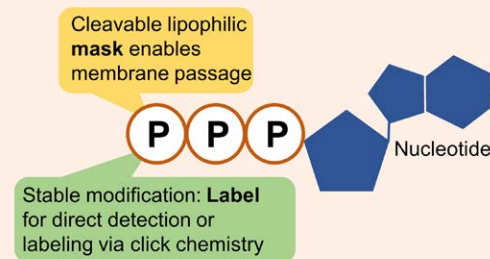 Cleavable lipophilic
mask enables
membrane passage
P P P
Nucleotide
Stable modification: Label
for direct detection or
labeling via click chemistry